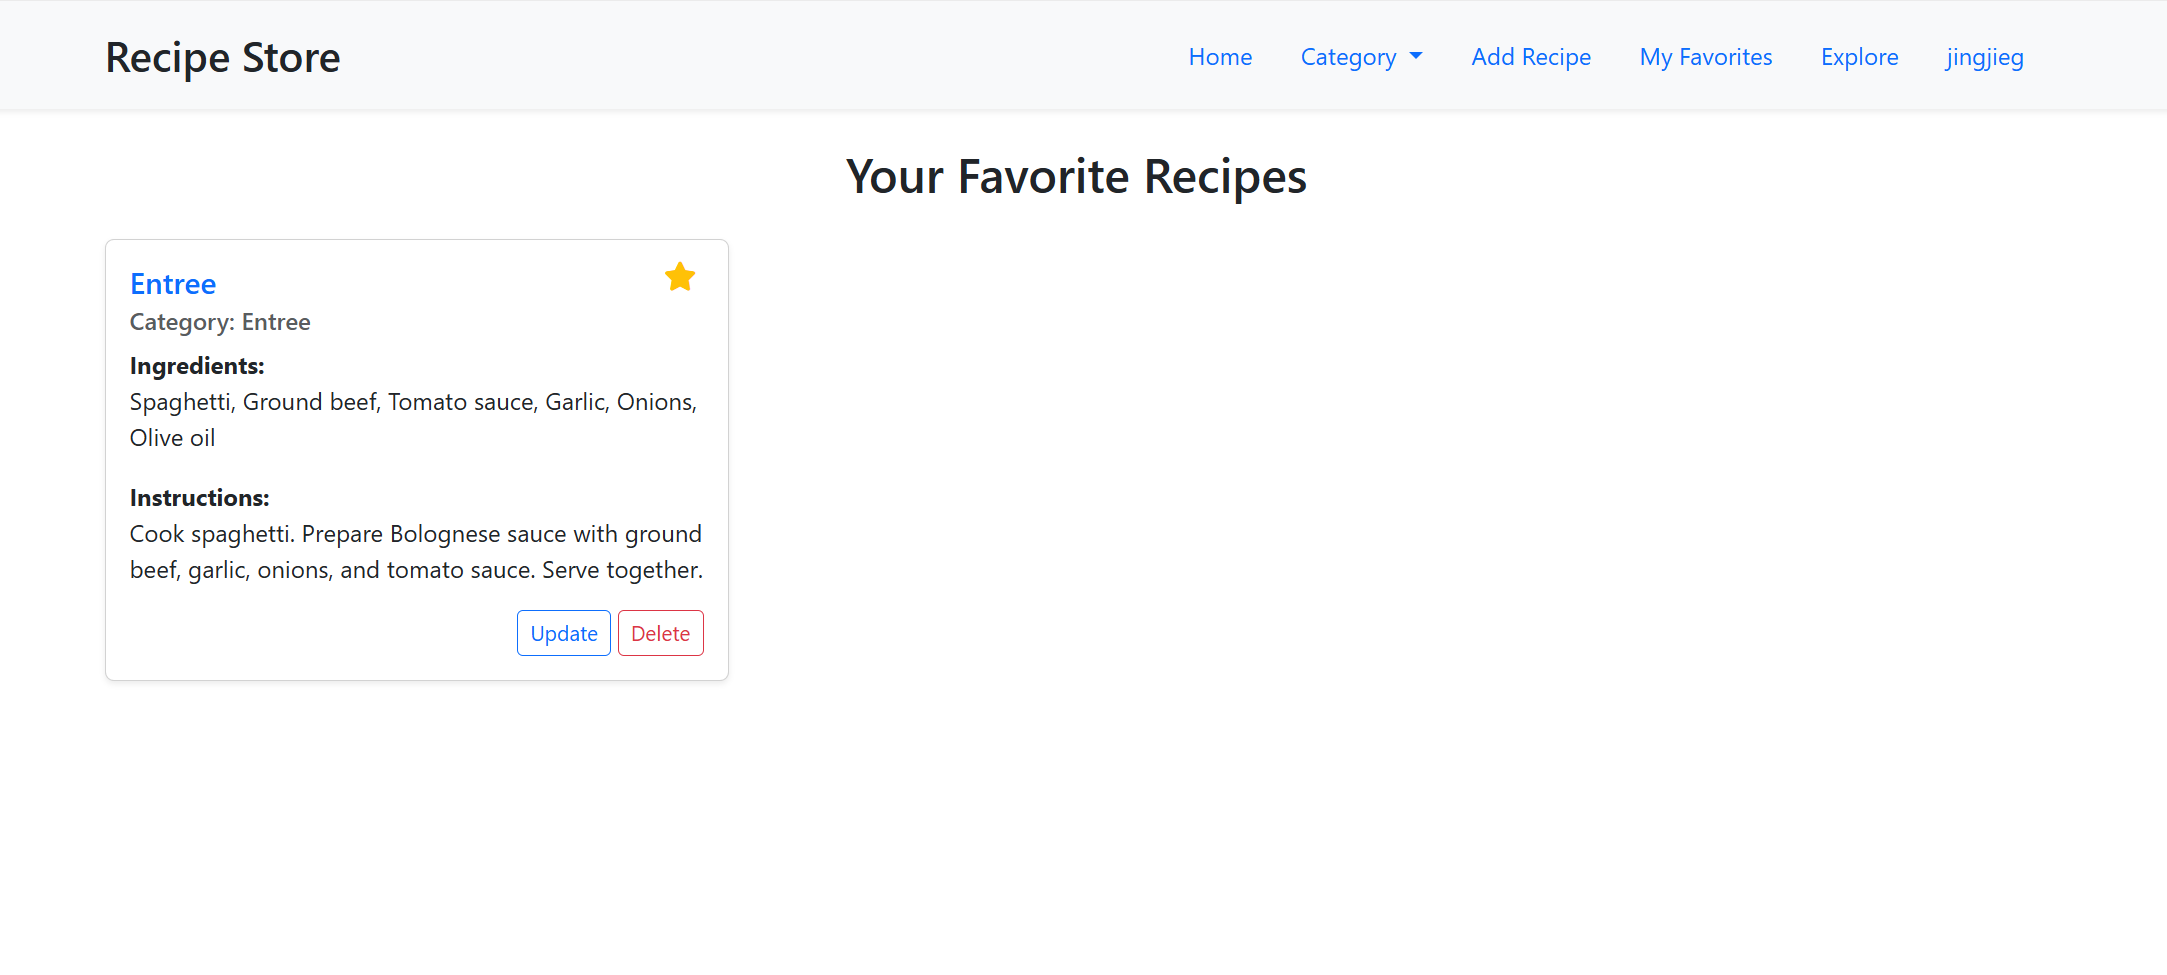 Recipe Store
Home
Category
Add Recipe
My Favorites
Explore
jingjieg
Your Favorite Recipes
Entree
Category: Entree
Ingredients:
Spaghetti, Ground beef, Tomato sauce, Garlic, Onions,
Olive oil
Instructions:
Cook spaghetti. Prepare Bolognese sauce with ground
beef, garlic, onions, and tomato sauce. Serve together.
Update
Delete